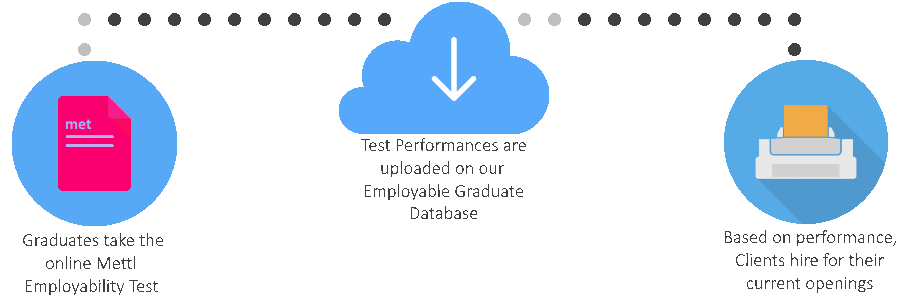 met
Graduates take the
online Mettl
Employability Test
Test Performances are
uploaded on our
Employable Graduate
Database
Based on performance,
Clients hire for their
current openings